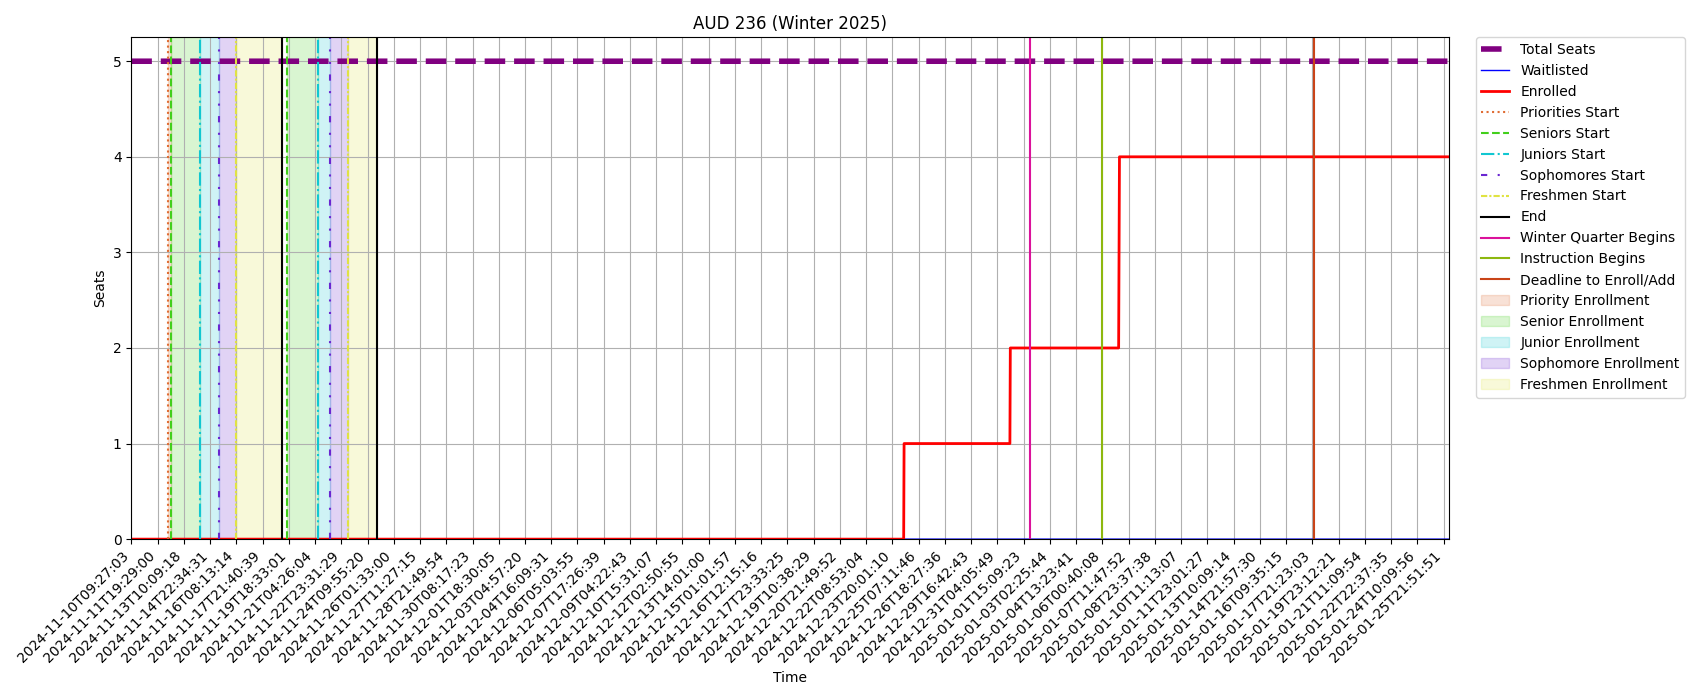 AUD 236 (Winter 2025)
Seats
5
4
3
2
1
0
2024-11-10T09:27:03
2024-11-11T19:29:00
2024-11-13T10:09:18
2024-11-14T22:34:31
2024-11-16T08:13:14
2024-11-17T21:40:39
2024-11-19T18:33:01
2024-11-21T04:26:04
2024-11-22T23:31:29
2024-11-24T09:55:20
2024-11-26T01:33:00
2024-11-27T11:27:15
2024-11-28T21:49:54
2024-11-30T08:17:23
2024-12-01T18:30:05
2024-12-03T04:57:20
2024-12-04T16:09:31
2024-12-06T05:03:55
2024-12-07T17:26:39
2024-12-09T04:22:43
2024-12-10T15:31:07
2024-12-12T02:50:55
2024-12-13T14:01:00
2024-12-15T01:01:57
2024-12-16T12:15:16
2024-12-17T23:33:25
2024-12-19T10:38:29
2024-12-20T21:49:52
2024-12-22T08:53:04
2024-12-23T20:01:10
2024-12-25T07:11:46
2024-12-26T18:27:36
2024-12-29T16:42:43
2024-12-31T04:05:49
2025-01-01T15:09:23
2025-01-03T02:25:44
2025-01-04T13:23:41
2025-01-06T00:40:08
2025-01-07T11:47:52
2025-01-08T23:37:38
2025-01-10T11:13:07
2025-01-11T23:01:27
2025-01-13T10:09:14
2025-01-14T21:57:30
2025-01-16T09:35:15
2025-01-17T21:23:03
2025-01-19T23:12:21
2025-01-21T11:09:54
2025-01-22T22:37:35
2025-01-24T10:09:56
2025-01-25T21:51:51
Time
Total Seats
Waitlisted
Enrolled
Priorities Start
Seniors Start
Juniors Start
Sophomores Start
Freshmen Start
End
Winter Quarter Begins
Instruction Begins
Deadline to Enroll/Add
Priority Enrollment
Senior Enrollment
Junior Enrollment
Sophomore Enrollment
Freshmen Enrollment